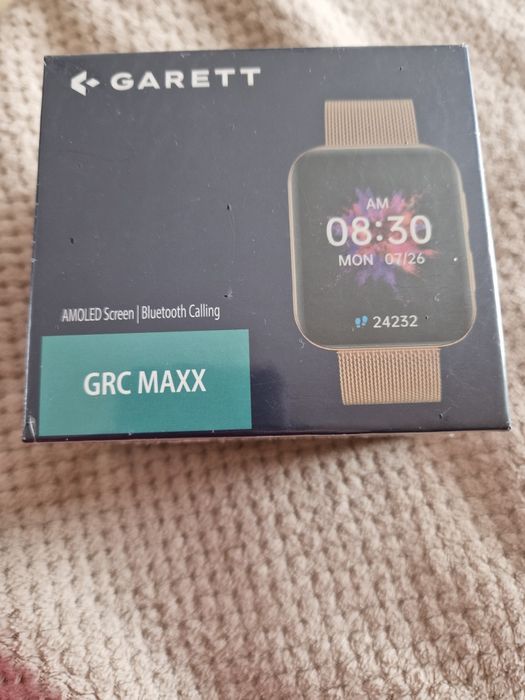 GARETT
AM
08:30
MON 07/26
24232
AMOLED Screen | Bluetooth Calling
GRC MAXX